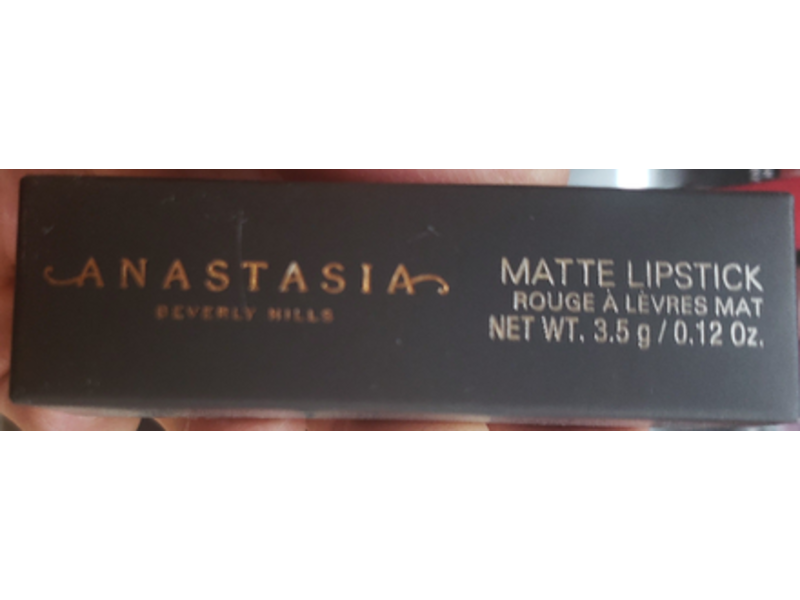 ANASTASIA
BEVERLY HILLS
MATTE LIPSTICK
ROUGE À LÈVRES MAT
NET WT. 3.5 g / 0.12 Oz.